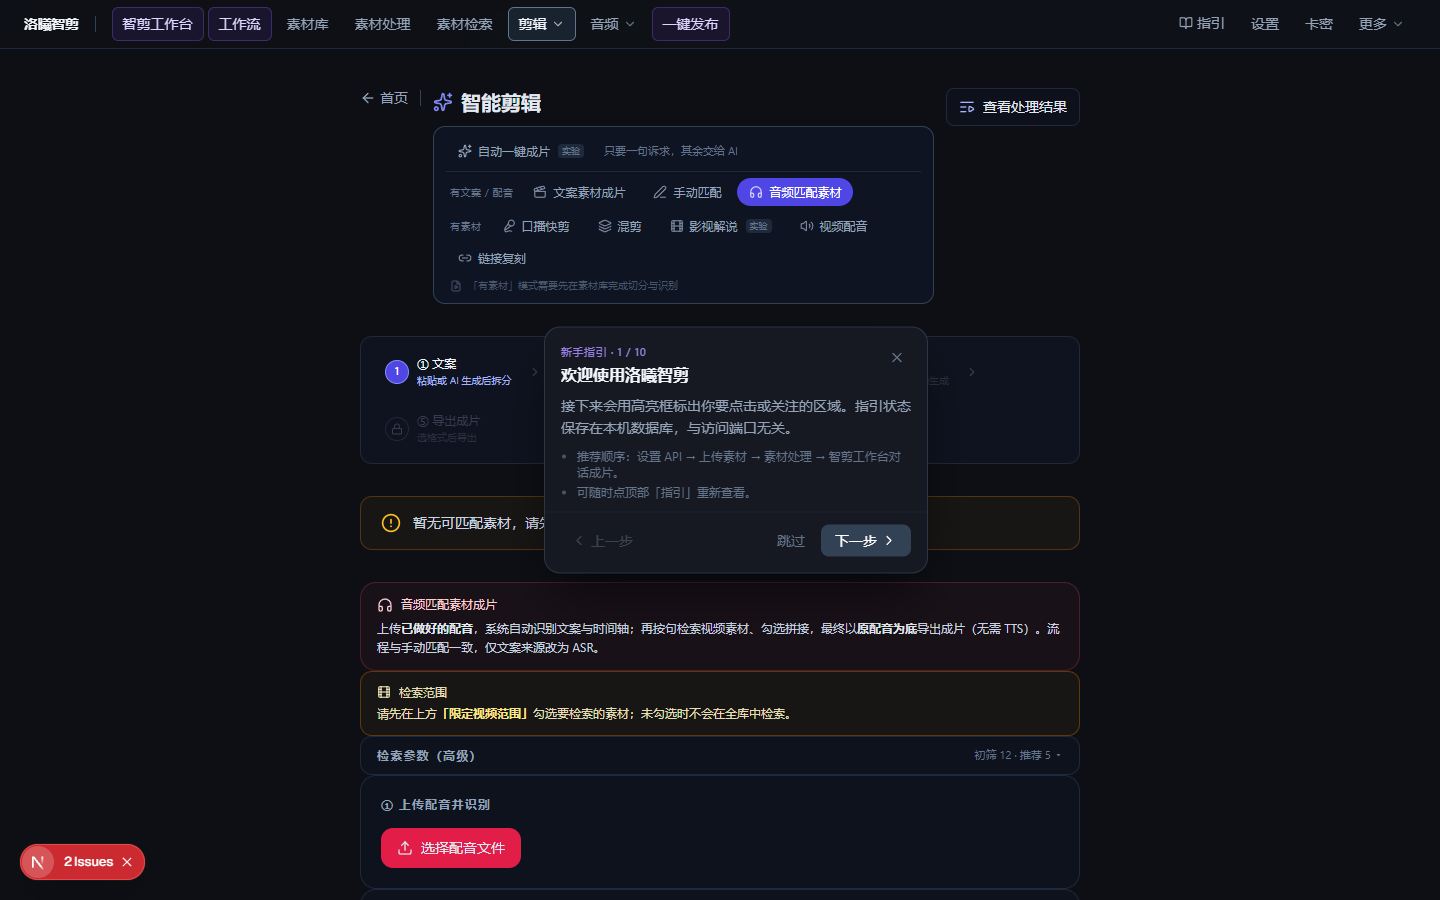 洛曦智剪
智剪工作台
工作流
素材库
素材处理
素材检索
剪辑
音频
一键发布
指引
设置
卡密
更多
首页
智能剪辑
查看处理结果
自动一键成片 实验 只要一句诉求，其余交给 AI
有文案 / 配音 文案素材成片 手动匹配 音频匹配素材
有素材 口播快剪 混剪 影视解说 实验 视频配音
链接复刻
「有素材」模式需要先在素材库完成切分与识别
1
① 文案
粘贴或 AI 生成后拆分
生成
⑤ 导出成片
选格式后导出
新手指引 · 1 / 10
欢迎使用洛曦智剪
接下来会用高亮框标出你要点击或关注的区域。指引状态
保存在本机数据库，与访问端口无关。
• 推荐顺序：设置 API → 上传素材 → 素材处理 → 智剪工作台对
话成片。
• 可随时点顶部「指引」重新查看。
上一步
跳过
下一步
暂无可匹配素材，请先
音频匹配素材成片
上传已做好的配音，系统自动识别文案与时间轴；再按句检索视频素材、勾选拼接，最终以原配音为底导出成片（无需 TTS）。流
程与手动匹配一致，仅文案来源改为 ASR。
检索范围
请先在上方「限定视频范围」勾选要检索的素材；未勾选时不会在全库中检索。
检索参数（高级）
初筛 12 · 推荐 5
① 上传配音并识别
选择配音文件
N 2 Issues